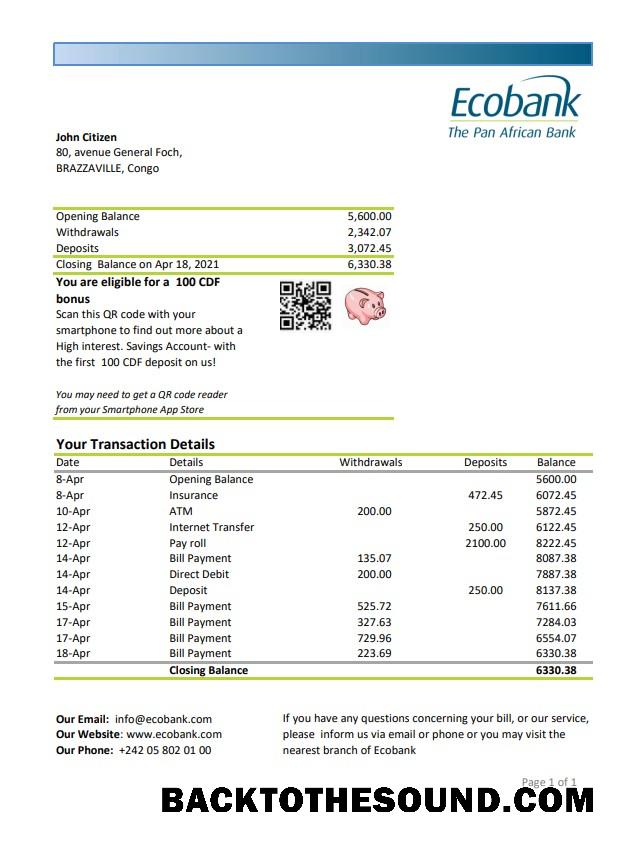 Ecobank
The Pan African Bank
John Citizen
80, avenue General Foch,
BRAZZAVILLE, Congo
Opening Balance 5,600.00
Withdrawals 2,342.07
Deposits 3,072.45
Closing Balance on Apr 18, 2021 6,330.38
You are eligible for a 100 CDF
bonus
Scan this QR code with your
smartphone to find out more about a
High interest. Savings Account- with
the first 100 CDF deposit on us!
You may need to get a QR code reader
from your Smartphone App Store
Your Transaction Details
Date Details Withdrawals Deposits Balance
8-Apr Opening Balance 5600.00
8-Apr Insurance 472.45 6072.45
10-Apr ATM 200.00 5872.45
12-Apr Internet Transfer 250.00 6122.45
12-Apr Pay roll 2100.00 8222.45
14-Apr Bill Payment 135.07 8087.38
14-Apr Direct Debit 200.00 7887.38
14-Apr Deposit 250.00 8137.38
15-Apr Bill Payment 525.72 7611.66
17-Apr Bill Payment 327.63 7284.03
17-Apr Bill Payment 729.96 6554.07
18-Apr Bill Payment 223.69 6330.38
Closing Balance 6330.38
Our Email: info@ecobank.com
Our Website: www.ecobank.com
Our Phone: +242 05 802 01 00
If you have any questions concerning your bill, or our service,
please inform us via email or phone or you may visit the
nearest branch of Ecobank
Page 1 of 1
BACKTOTHESOUND.COM